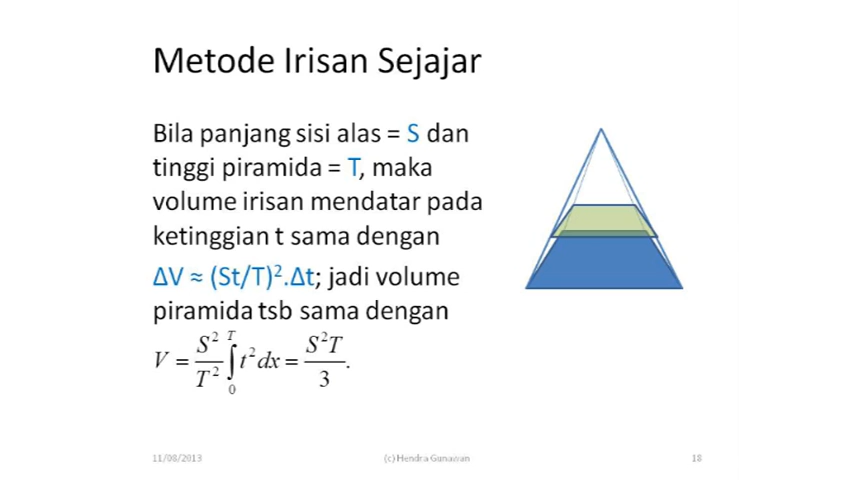 Metode Irisan Sejajar
Bila panjang sisi alas = S dan
tinggi piramida = T, maka
volume irisan mendatar pada
ketinggian t sama dengan
ΔV ≈ (St/T)².Δt; jadi volume
piramida tsb sama dengan
V = S²/T² ∫₀ᵀ t² dx = S²T/3.
11/08/2013
(c) Hendra Gunawan
18